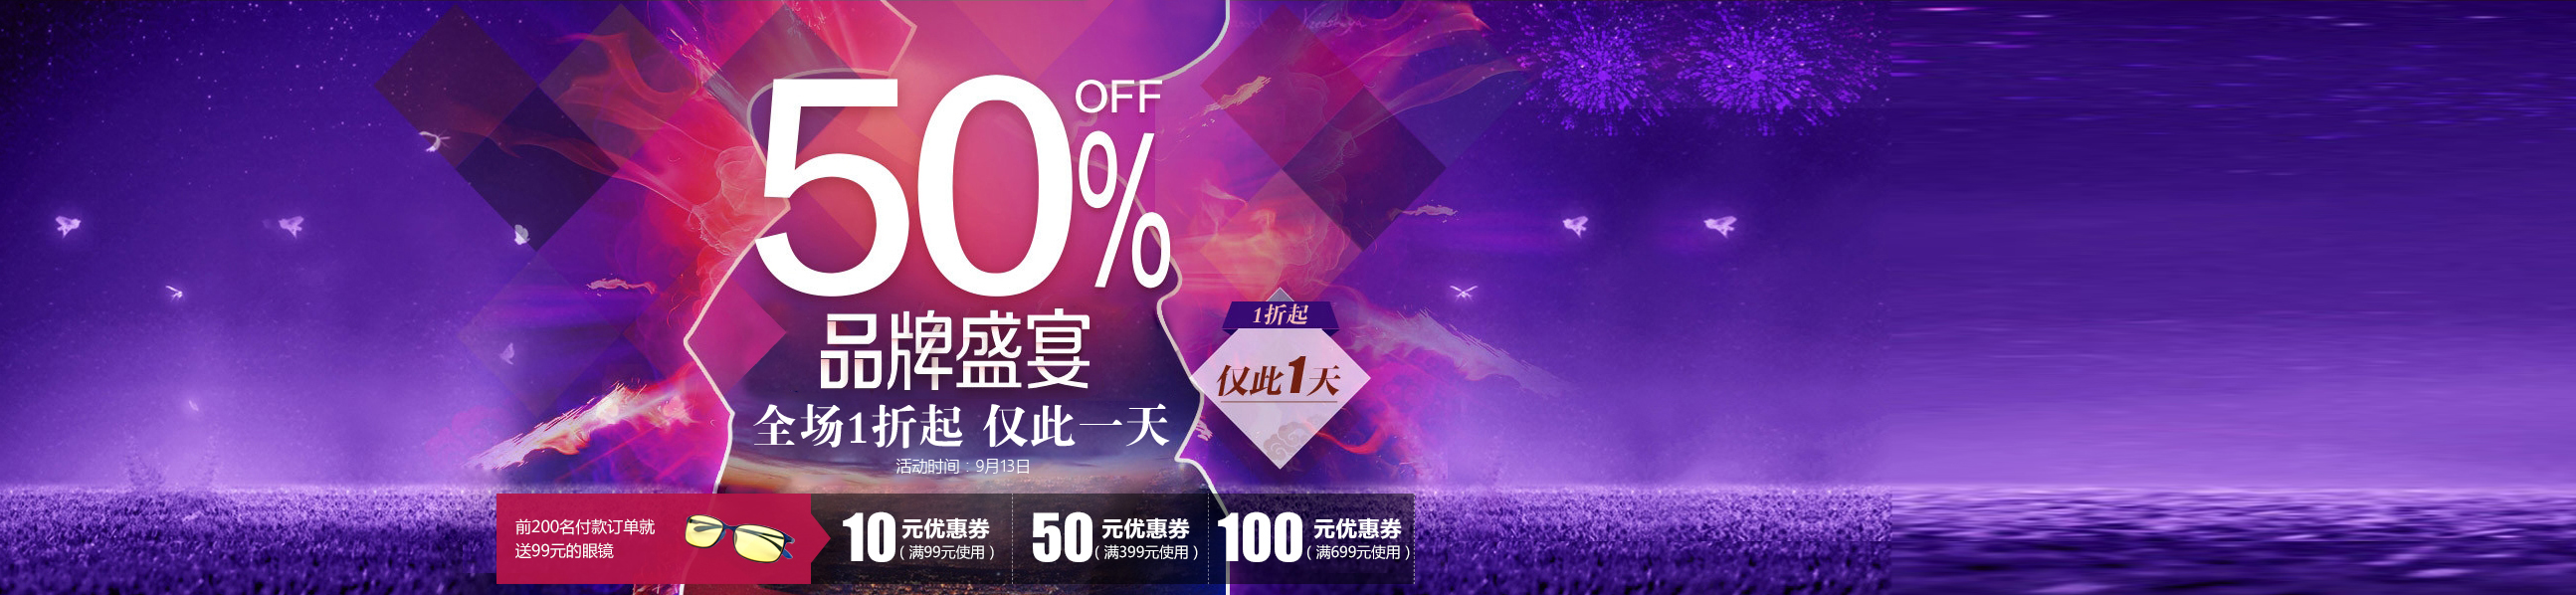 50%
OFF
品牌盛宴
全场1折起 仅此一天
活动时间：9月13日
1折起
仅此1天
前200名付款订单就
送99元的眼镜
10元优惠券
（满99元使用）
50元优惠券
（满399元使用）
100元优惠券
（满699元使用）